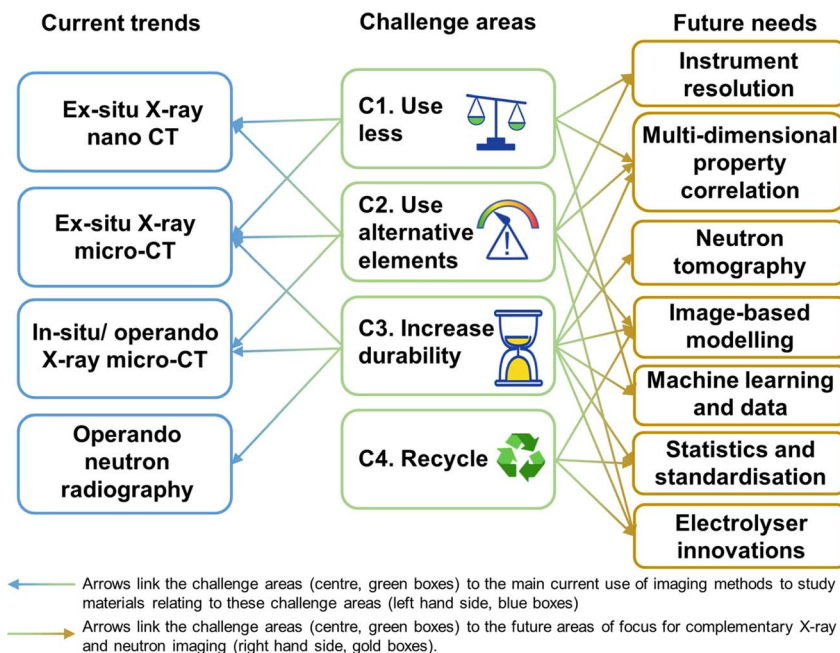 Current trends
Ex-situ X-ray
nano CT
Ex-situ X-ray
micro-CT
In-situ/ operando
X-ray micro-CT
Operando
neutron
radiography
Challenge areas
C1. Use
less
C2. Use
alternative
elements
C3. Increase
durability
C4. Recycle
Future needs
Instrument
resolution
Multi-dimensional
property
correlation
Neutron
tomography
Image-based
modelling
Machine learning
and data
Statistics and
standardisation
Electrolyser
innovations
Arrows link the challenge areas (centre, green boxes) to the main current use of imaging methods to study
materials relating to these challenge areas (left hand side, blue boxes)
Arrows link the challenge areas (centre, green boxes) to the future areas of focus for complementary X-ray
and neutron imaging (right hand side, gold boxes).